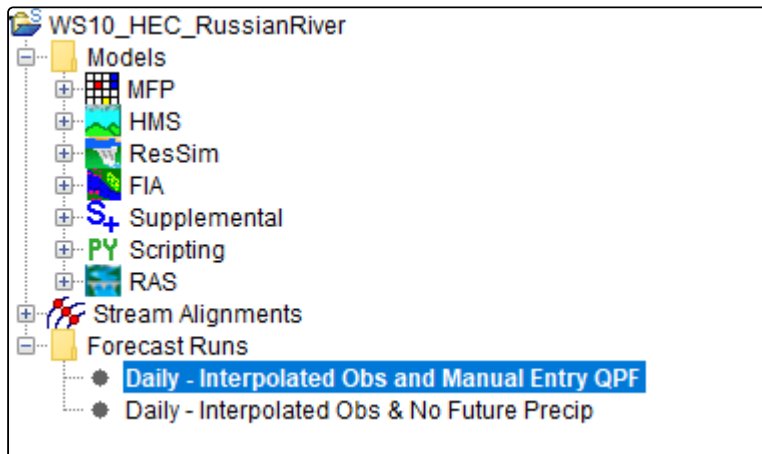 WS10_HEC_RussianRiver
Models
MFP
HMS
ResSim
FIA
S+ Supplemental
PY Scripting
RAS
Stream Alignments
Forecast Runs
Daily - Interpolated Obs and Manual Entry QPF
Daily - Interpolated Obs & No Future Precip